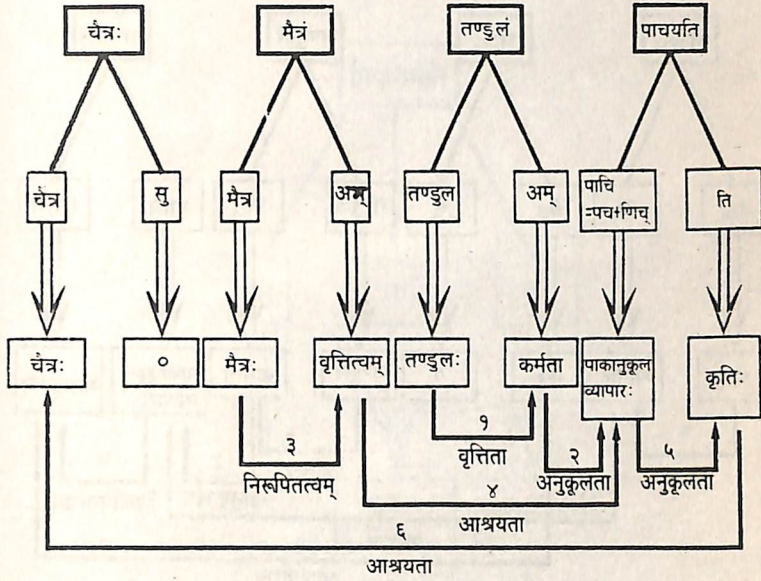 चैत्रः मैत्रं तण्डुलं पाचयति
चैत्र सु मैत्र अम् तण्डुल अम् पाचि ति
=पच+णिच्
चैत्रः ० मैत्रः वृत्तित्वम् तण्डुलः कर्मता पाकानुकूल कृतिः
व्यापारः
३ १ २ ५
निरूपितत्वम् वृत्तिता अनुकूलता अनुकूलता
४
आश्रयता
६
आश्रयता